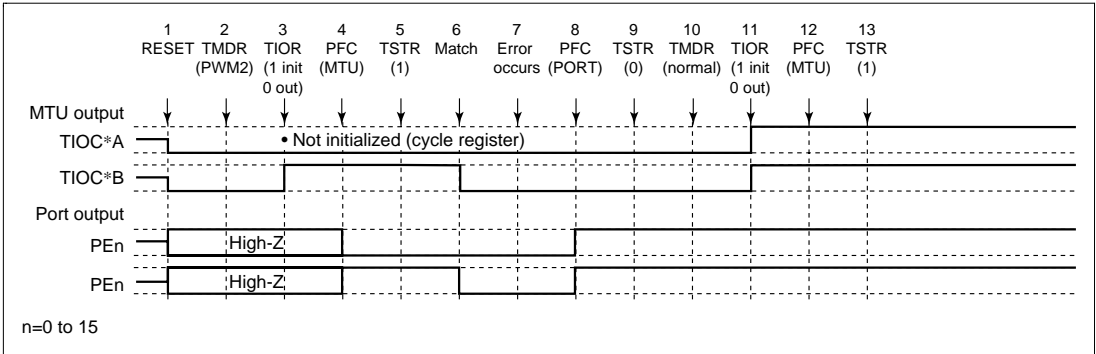 1 2 3 4 5 6 7 8 9 10 11 12 13
RESET TMDR TIOR PFC TSTR Match Error PFC TSTR TMDR TIOR PFC TSTR
(PWM2) (1 init (MTU) (1) occurs (PORT) (0) (normal) (1 init (MTU) (1)
0 out) 0 out)
MTU output
TIOC*A • Not initialized (cycle register)
TIOC*B
Port output
PEn High-Z
PEn High-Z
n=0 to 15